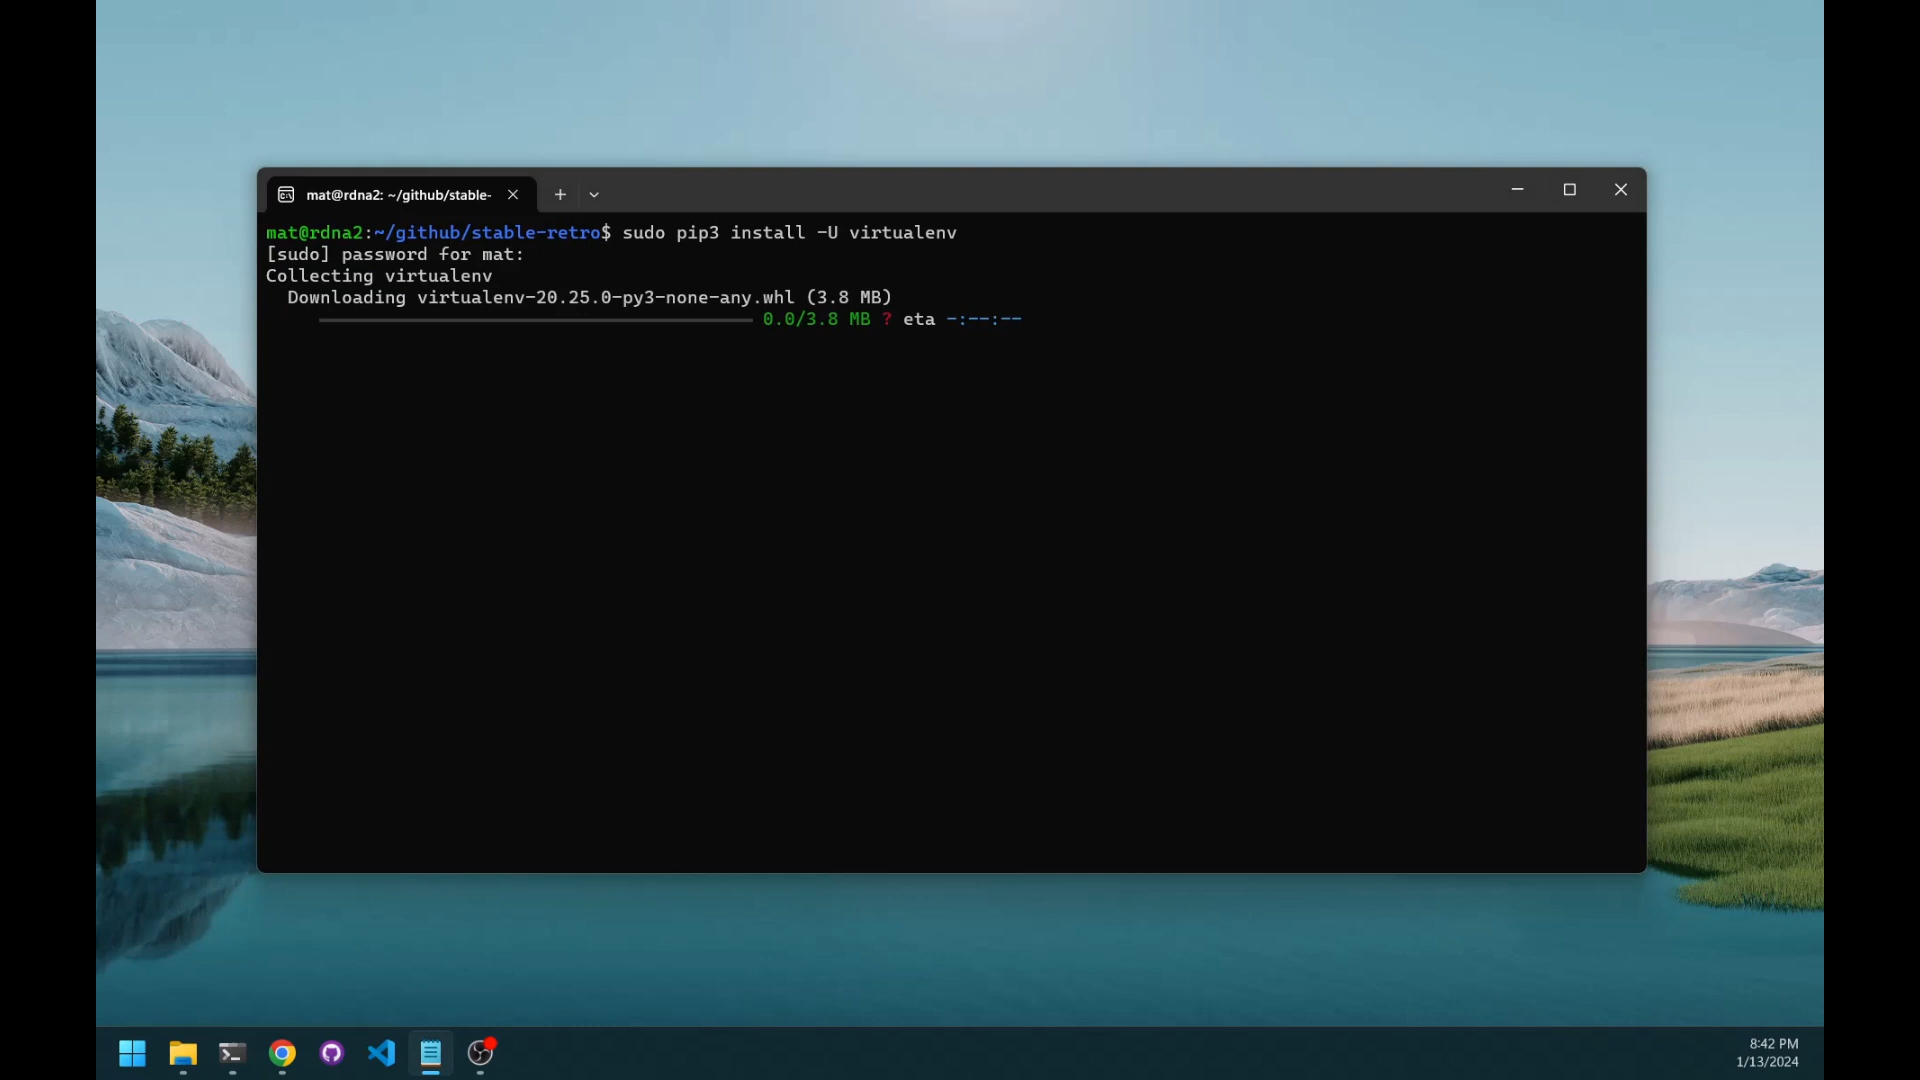 mat@rdna2: ~/github/stable-
mat@rdna2:~/github/stable-retro$ sudo pip3 install -U virtualenv
[sudo] password for mat:
Collecting virtualenv
  Downloading virtualenv-20.25.0-py3-none-any.whl (3.8 MB)
0.0/3.8 MB ? eta -:--:--
8:42 PM
1/13/2024